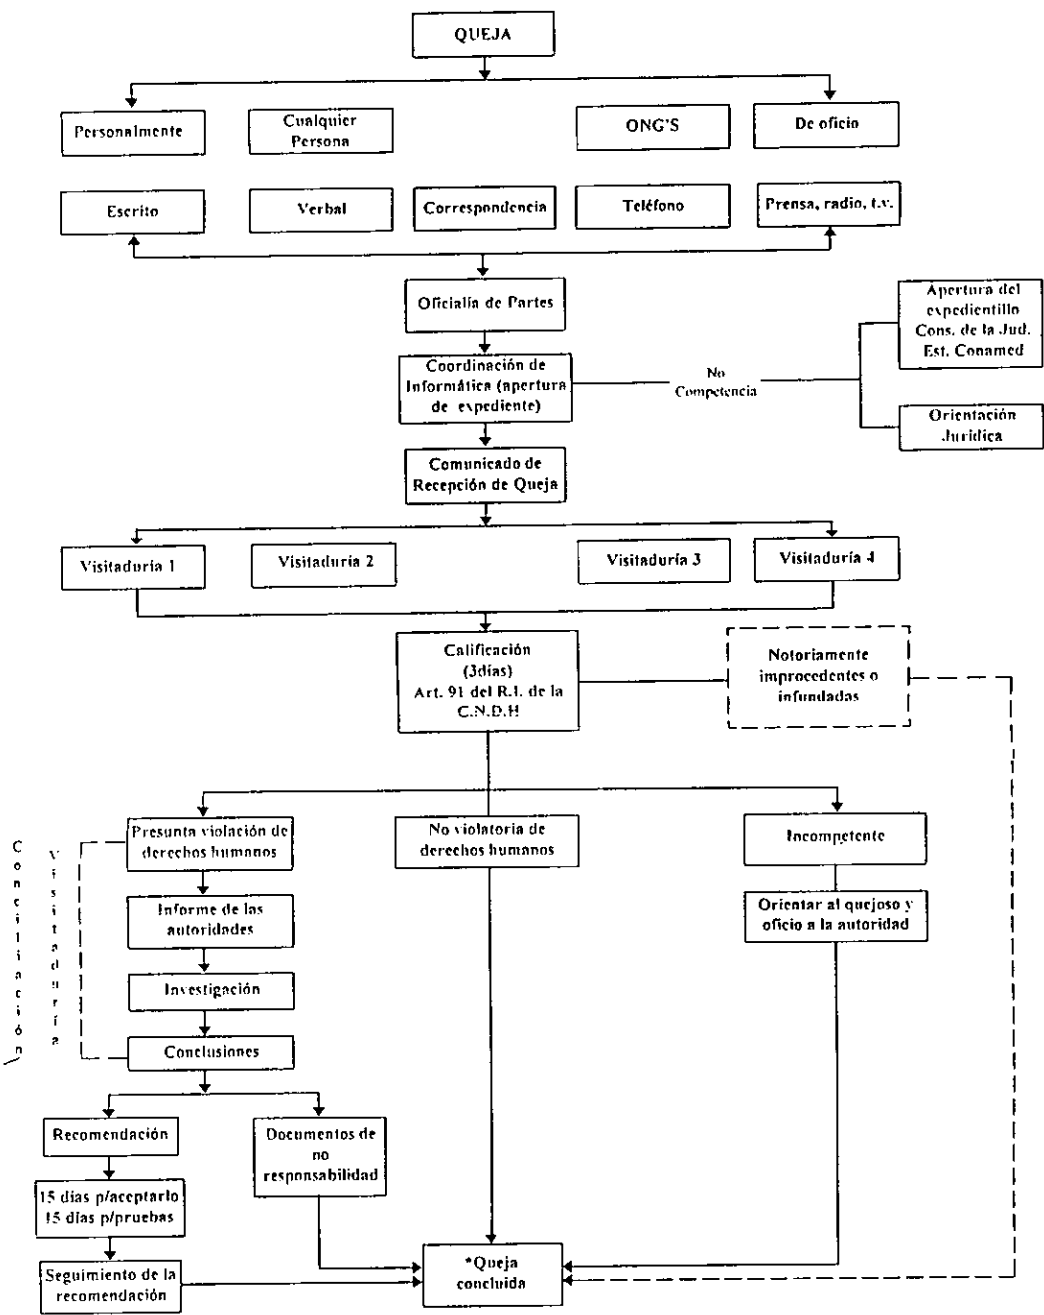 QUEJA
Personalmente
Cualquier
Persona
ONG'S
De oficio
Escrito
Verbal
Correspondencia
Teléfono
Prensa, radio, t.v.
Oficialía de Partes
Apertura del
expedientillo
Cons. de la Jud.
Est. Conamed
Coordinación de
Informática (apertura
de expediente)
No
Competencia
Orientación
Jurídica
Comunicado de
Recepción de Queja
Visitaduría 1
Visitaduría 2
Visitaduría 3
Visitaduría 4
Calificación
(3días)
Art. 91 del R.I. de la
C.N.D.H
Notoriamente
improcedentes o
infundadas
Conciliación
Visitaduría
Presunta violación de
derechos humanos
No violatoria de
derechos humanos
Incompetente
Informe de las
autoridades
Orientar al quejoso y
oficio a la autoridad
Investigación
Conclusiones
Recomendación
Documentos de
no
responsabilidad
15 días p/aceptarlo
15 días p/pruebas
Seguimiento de la
recomendación
*Queja
concluida